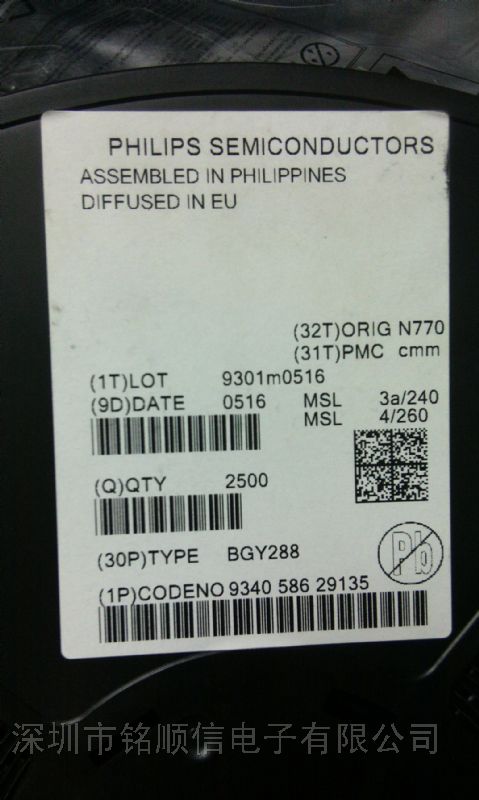 PHILIPS SEMICONDUCTORS
ASSEMBLED IN PHILIPPINES
DIFFUSED IN EU
(32T)ORIG N770
(31T)PMC cmm
(1T)LOT 9301m0516
(9D)DATE 0516 MSL 3a/240
MSL 4/260
(Q)QTY 2500
(30P)TYPE BGY288
Pb
(1P)CODENO 9340 586 29135
深圳市铭顺信电子有限公司